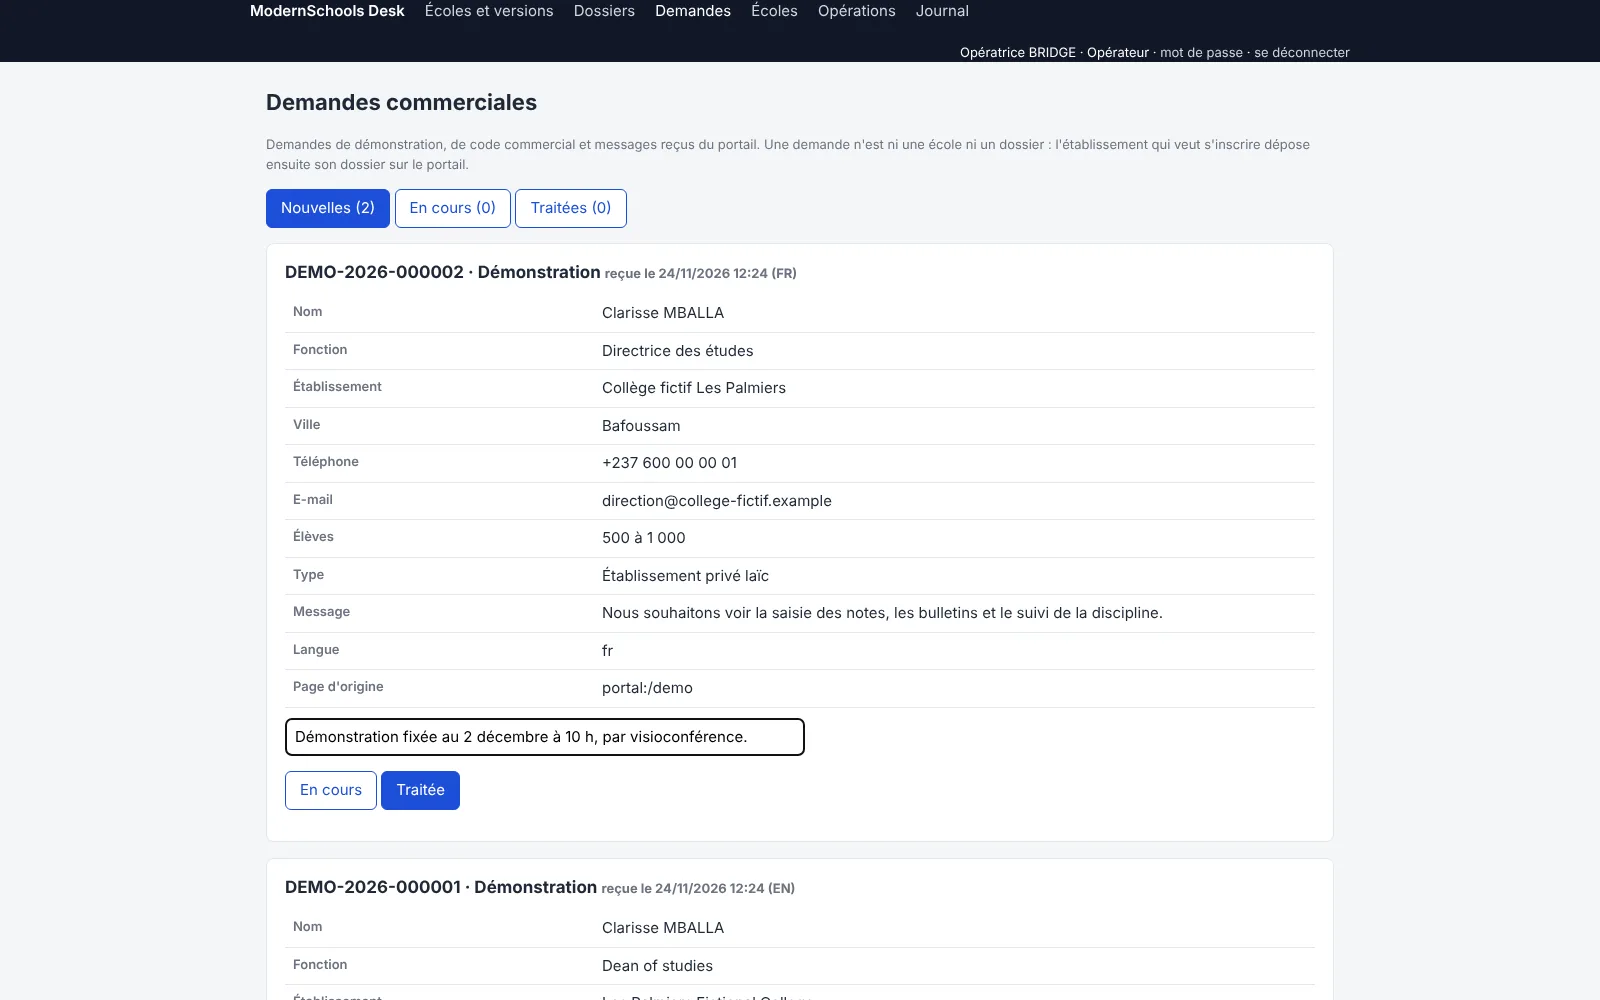 ModernSchools Desk Écoles et versions Dossiers Demandes Écoles Opérations Journal
Opératrice BRIDGE · Opérateur · mot de passe · se déconnecter
Demandes commerciales
Demandes de démonstration, de code commercial et messages reçus du portail. Une demande n'est ni une école ni un dossier : l'établissement qui veut s'inscrire dépose
ensuite son dossier sur le portail.
Nouvelles (2) En cours (0) Traitées (0)
DEMO-2026-000002 · Démonstration reçue le 24/11/2026 12:24 (FR)
Nom Clarisse MBALLA
Fonction Directrice des études
Établissement Collège fictif Les Palmiers
Ville Bafoussam
Téléphone +237 600 00 00 01
E-mail direction@college-fictif.example
Élèves 500 à 1 000
Type Établissement privé laïc
Message Nous souhaitons voir la saisie des notes, les bulletins et le suivi de la discipline.
Langue fr
Page d'origine portal:/demo
Démonstration fixée au 2 décembre à 10 h, par visioconférence.
En cours Traitée
DEMO-2026-000001 · Démonstration reçue le 24/11/2026 12:24 (EN)
Nom Clarisse MBALLA
Fonction Dean of studies
Établissement Les Palmiers Fictional College